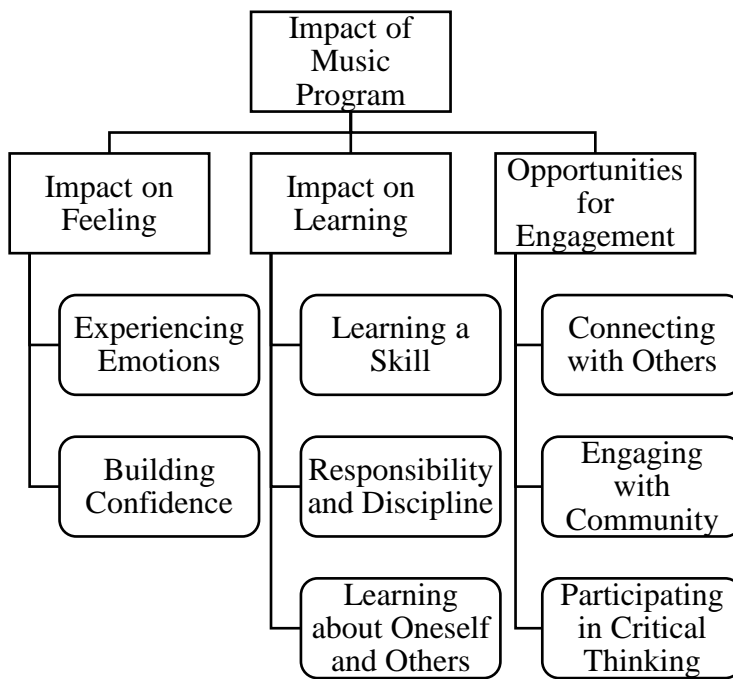 Impact of
Music
Program
Impact on
Feeling
Impact on
Learning
Opportunities
for
Engagement
Experiencing
Emotions
Learning a
Skill
Connecting
with Others
Building
Confidence
Responsibility
and Discipline
Engaging
with
Community
Learning
about Oneself
and Others
Participating
in Critical
Thinking